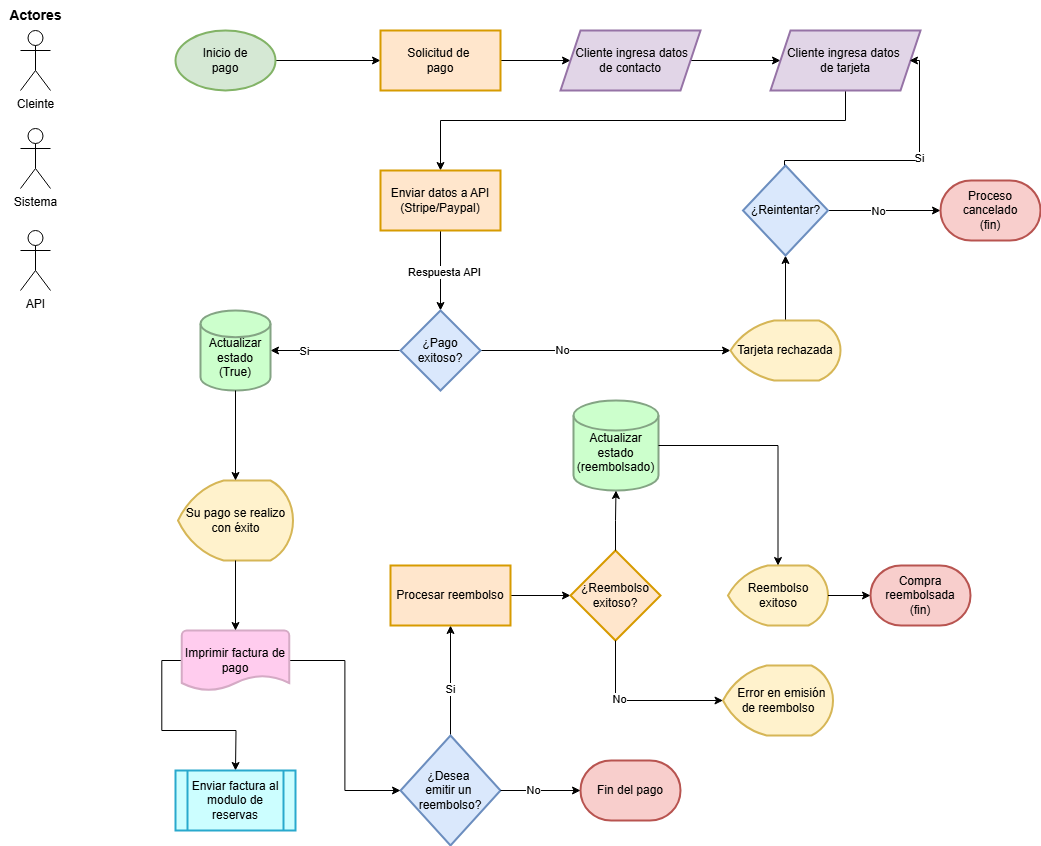 Actores
Cleinte
Sistema
API
Inicio de
pago
Solicitud de
pago
Cliente ingresa datos
de contacto
Cliente ingresa datos
de tarjeta
Enviar datos a API
(Stripe/Paypal)
¿Reintentar?
Si
No
Proceso
cancelado
(fin)
Respuesta API
¿Pago
exitoso?
Si
No
Actualizar
estado
(True)
Tarjeta rechazada
Actualizar
estado
(reembolsado)
Su pago se realizo
con éxito
Procesar reembolso
¿Reembolso
exitoso?
Reembolso
exitoso
Compra
reembolsada
(fin)
Imprimir factura de
pago
Si
No
Error en emisión
de reembolso
Enviar factura al
modulo de
reservas
¿Desea
emitir un
reembolso?
No
Fin del pago